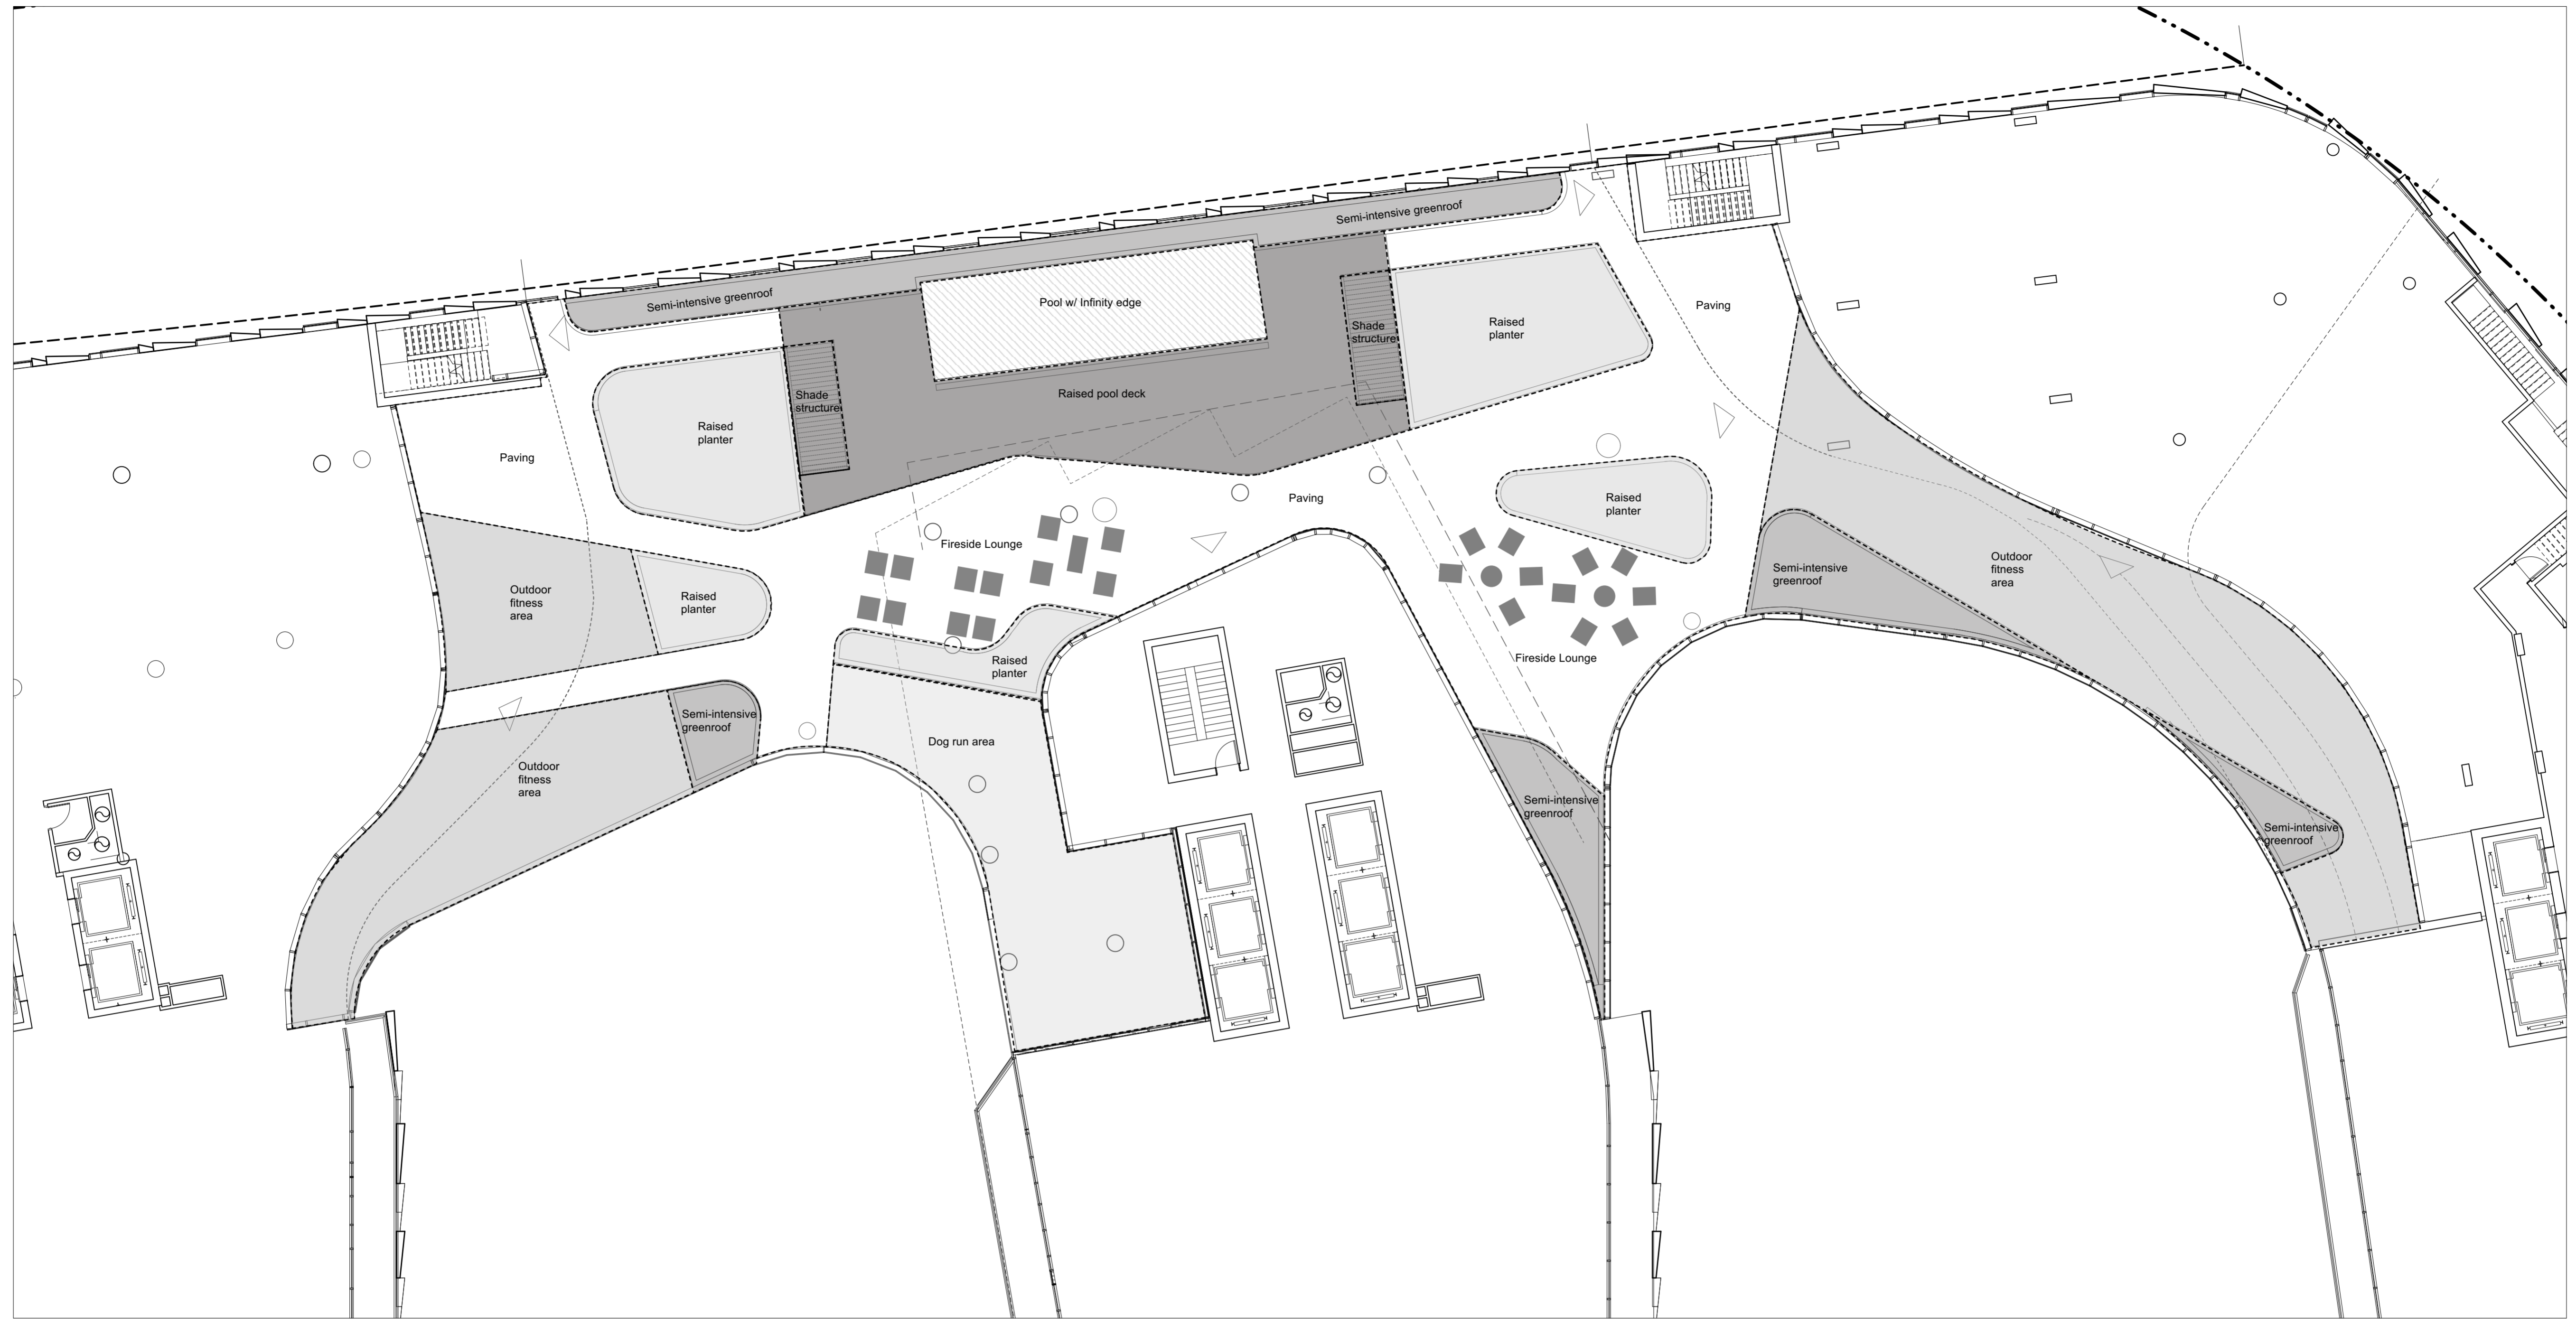 Semi-intensive greenroof
Semi-intensive greenroof
Pool w/ Infinity edge
Paving
Shade
structure
Raised
planter
Raised pool deck
Shade
structure
Raised
planter
Paving
Paving
Raised
planter
Fireside Lounge
Outdoor
fitness
area
Semi-intensive
greenroof
Outdoor
fitness
area
Raised
planter
Raised
planter
Fireside Lounge
Semi-intensive
greenroof
Dog run area
Outdoor
fitness
area
Semi-intensive
greenroof
Semi-intensive
greenroof